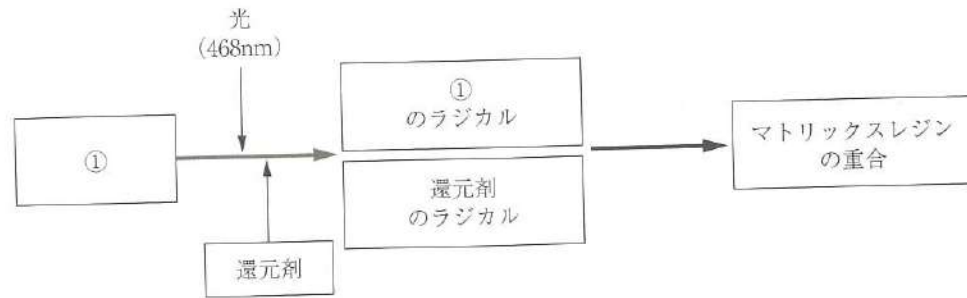 光
(468nm)
①
還元剤
①
のラジカル
還元剤
のラジカル
マトリックスレジン
の重合